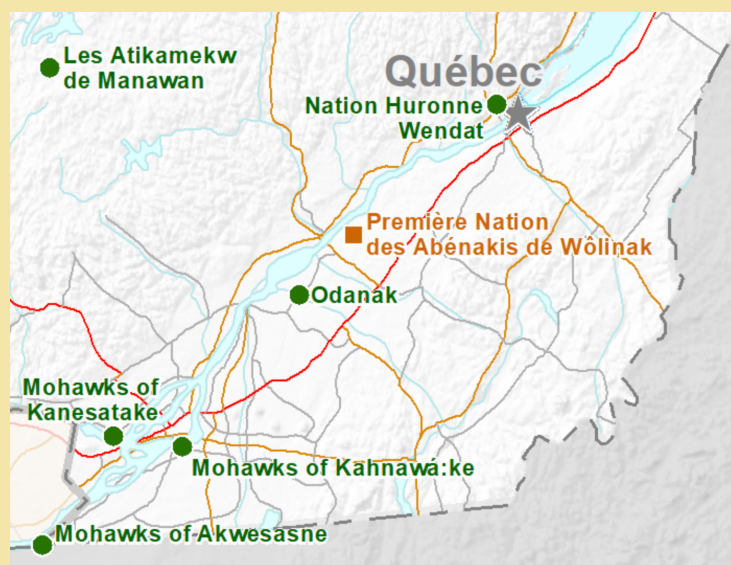 Les Atikamekw
de Manawan
Québec
Nation Huronne
Wendat
Première Nation
des Abénakis de Wôlinak
Odanak
Mohawks of
Kanesatake
Mohawks of Kahnawá:ke
Mohawks of Akwesasne